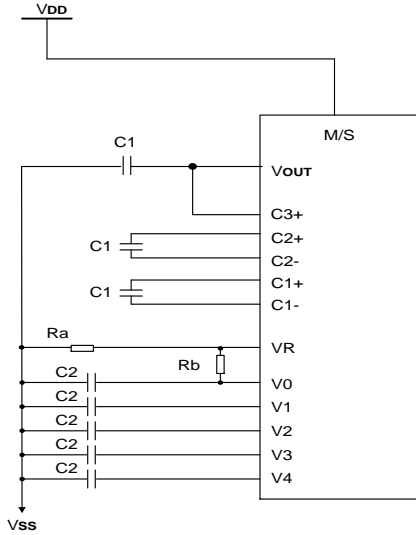 VDD
M/S
C1
VOUT
C3+
C2+
C1
C2-
C1+
C1
C1-
Ra
VR
Rb
C2
V0
C2
V1
C2
V2
C2
V3
C2
V4
VSS